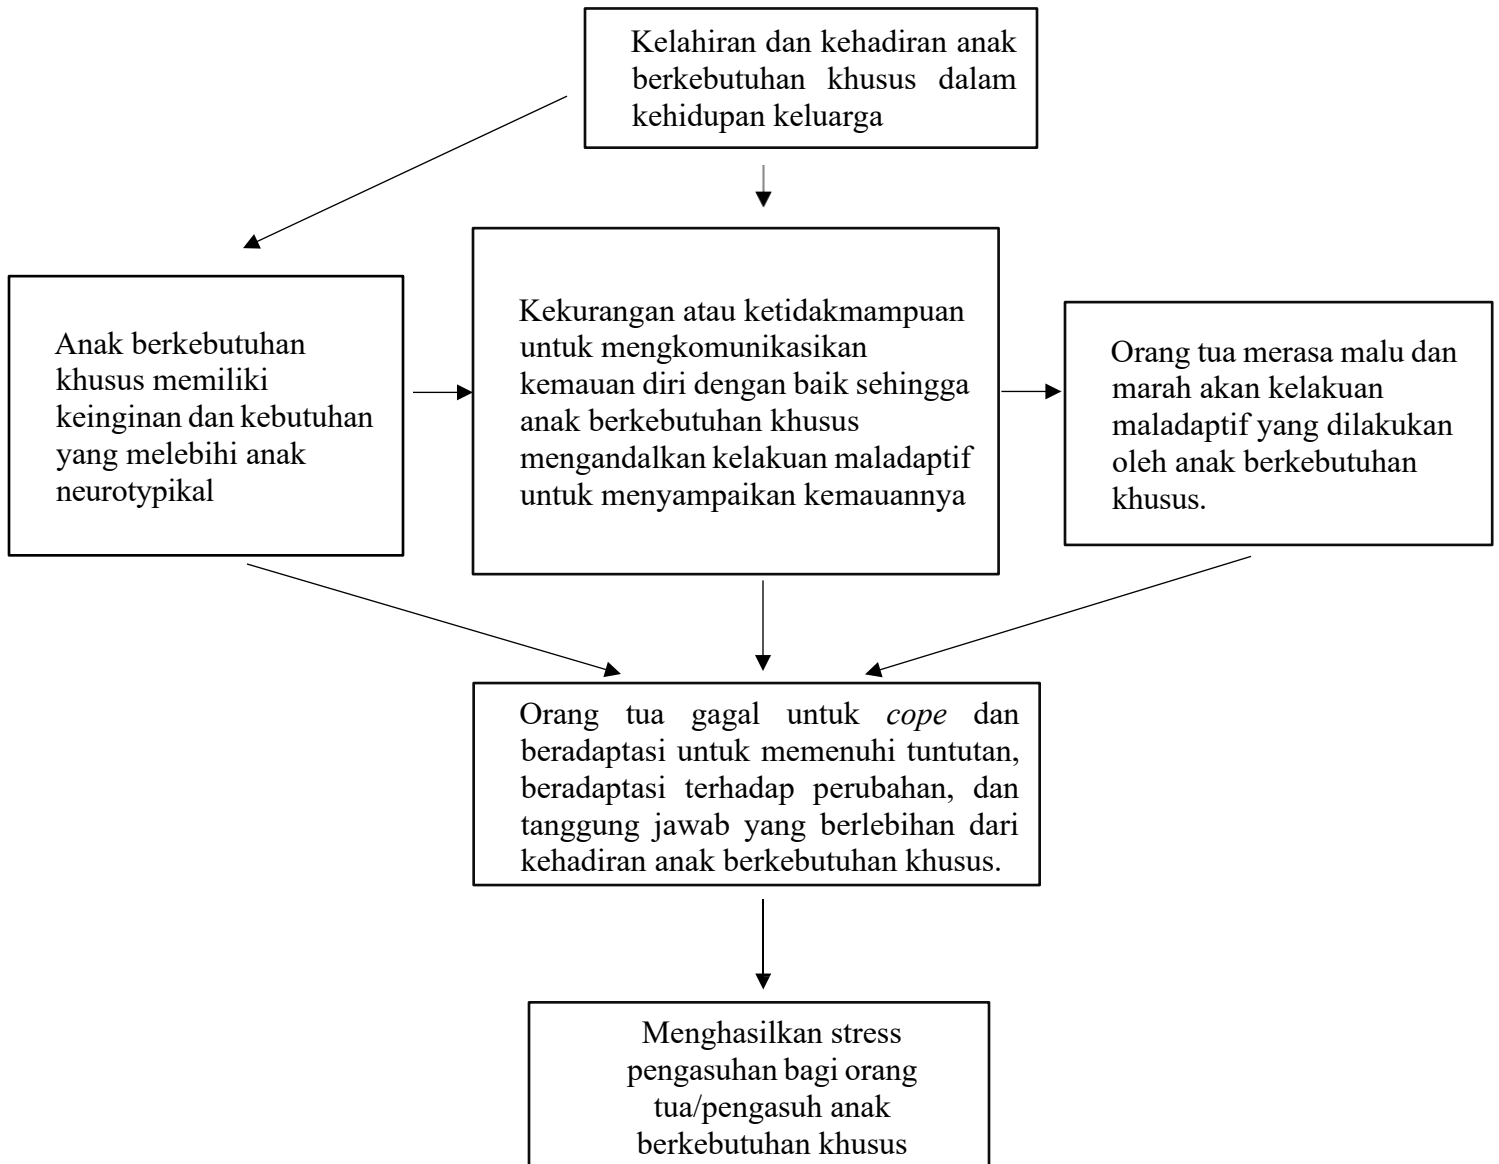 Kelahiran dan kehadiran anak
berkebutuhan khusus dalam
kehidupan keluarga
Anak berkebutuhan
khusus memiliki
keinginan dan kebutuhan
yang melebihi anak
neurotypikal
Kekurangan atau ketidakmampuan
untuk mengkomunikasikan
kemauan diri dengan baik sehingga
anak berkebutuhan khusus
mengandalkan kelakuan maladaptif
untuk menyampaikan kemauannya
Orang tua merasa malu dan
marah akan kelakuan
maladaptif yang dilakukan
oleh anak berkebutuhan
khusus.
Orang tua gagal untuk cope dan
beradaptasi untuk memenuhi tuntutan,
beradaptasi terhadap perubahan, dan
tanggung jawab yang berlebihan dari
kehadiran anak berkebutuhan khusus.
Menghasilkan stress
pengasuhan bagi orang
tua/pengasuh anak
berkebutuhan khusus